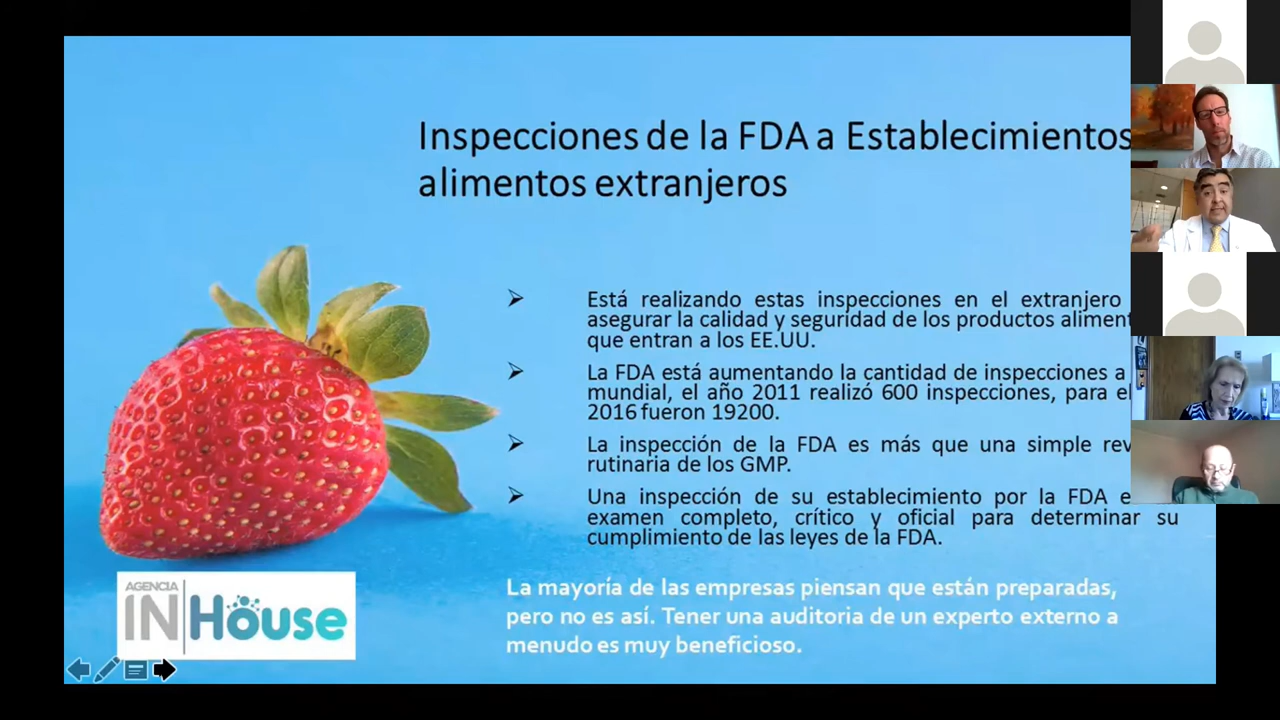 Inspecciones de la FDA a Establecimientos
alimentos extranjeros
Está realizando estas inspecciones en el extranjero
asegurar la calidad y seguridad de los productos
que entran a los EE.UU.
La FDA está aumentando la cantidad de inspecciones a
mundial, el año 2011 realizó 600 inspecciones, para
2016 fueron 19200.
La inspección de la FDA es más que una simple
rutinaria de los GMP.
Una inspección de su establecimiento por la FDA
examen completo, crítico y oficial para determinar su
cumplimiento de las leyes de la FDA.
La mayoría de las empresas piensan que están preparadas,
pero no es así. Tener una auditoria de un experto externo a
menudo es muy beneficioso.
AGENCIA
IN House